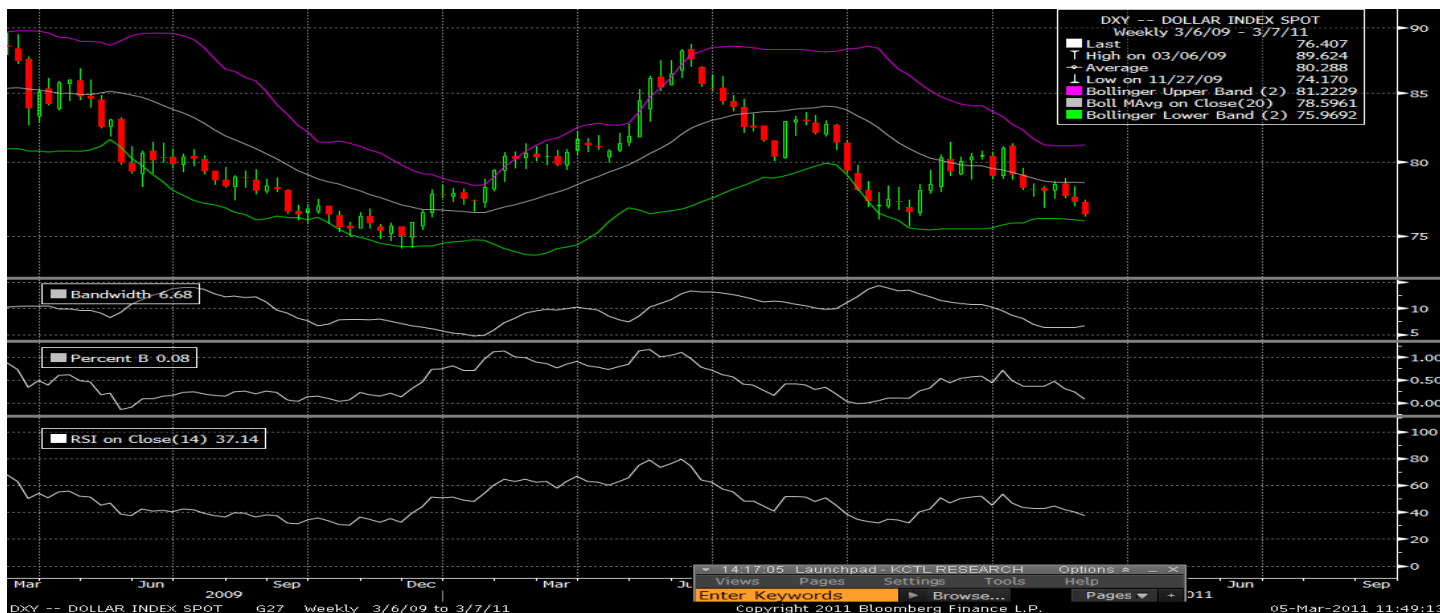 DXY -- DOLLAR INDEX SPOT
Weekly 3/6/09 - 3/7/11
Last 76.407
High on 03/06/09 89.624
Average 80.288
Low on 11/27/09 74.170
Bollinger Upper Band (2) 81.2229
Boll MAvg on Close(20) 78.5961
Bollinger Lower Band (2) 75.9692
90
85
80
75
Bandwidth 6.68
10
5
Percent B 0.08
1.00
0.50
0.00
RSI on Close(14) 37.14
100
80
60
40
20
0
Mar Jun Sep Dec Mar Jun Sep
2009
14:17:05 Launchpad - KCTL RESEARCH Options
Views Pages Settings Tools Help
Enter Keywords Browse... Pages +
DXY -- DOLLAR INDEX SPOT G27 Weekly 3/6/09 to 3/7/11 Copyright 2011 Bloomberg Finance L.P. 05-Mar-2011 11:49:11